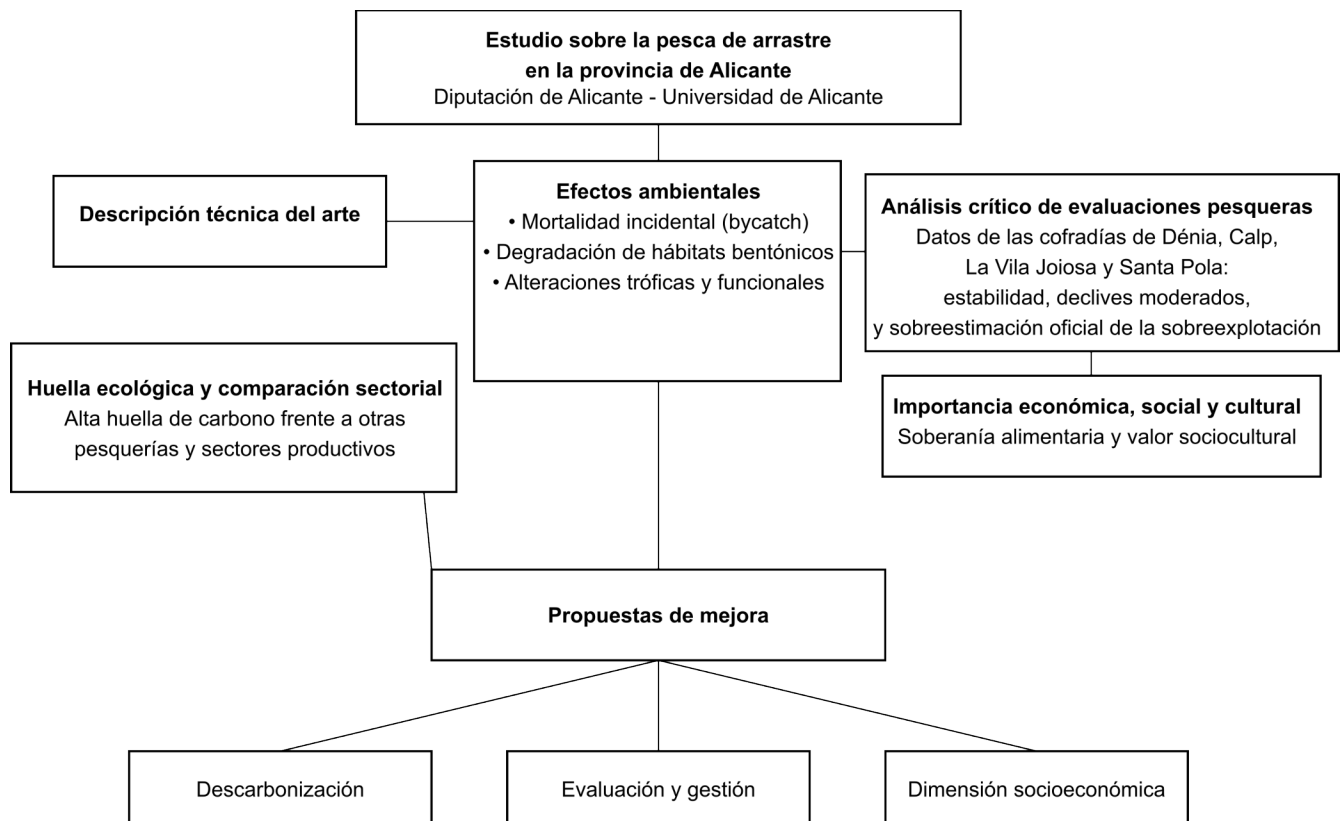 Estudio sobre la pesca de arrastre
en la provincia de Alicante
Diputación de Alicante - Universidad de Alicante
Descripción técnica del arte
Efectos ambientales
• Mortalidad incidental (bycatch)
• Degradación de hábitats bentónicos
• Alteraciones tróficas y funcionales
Análisis crítico de evaluaciones pesqueras
Datos de las cofradías de Dénia, Calp,
La Vila Joiosa y Santa Pola:
estabilidad, declives moderados,
y sobreestimación oficial de la sobreexplotación
Huella ecológica y comparación sectorial
Alta huella de carbono frente a otras
pesquerías y sectores productivos
Importancia económica, social y cultural
Soberanía alimentaria y valor sociocultural
Propuestas de mejora
Descarbonización
Evaluación y gestión
Dimensión socioeconómica